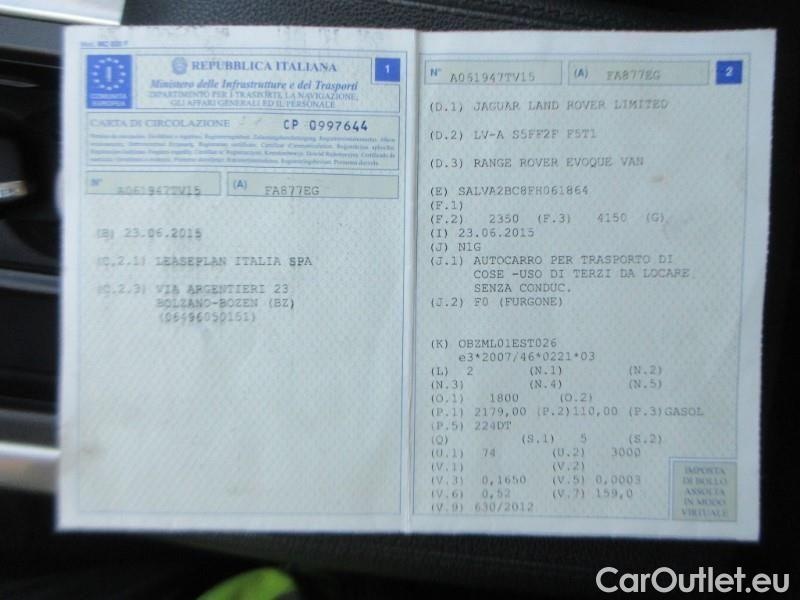 Mod. MC 820 F
COMUNITÀ
EUROPEA
REPUBBLICA ITALIANA
Ministero delle Infrastrutture e dei Trasporti
DIPARTIMENTO PER I TRASPORTI, LA NAVIGAZIONE,
GLI AFFARI GENERALI ED IL PERSONALE
1
CARTA DI CIRCOLAZIONE
CP 0997644
N° A061947TV15 (A) FA877EG
(B) 23.06.2015
(C.2.1) LEASEPLAN ITALIA SPA
(C.2.3) VIA ARGENTIERI 23
BOLZANO-BOZEN (BZ)
(06496050151)
N° A061947TV15 (A) FA877EG 2
(D.1) JAGUAR LAND ROVER LIMITED
(D.2) LV-A S5FF2F F5T1
(D.3) RANGE ROVER EVOQUE VAN
(E) SALVA2BC8FH061864
(F.1)
(F.2) 2350 (F.3) 4150 (G)
(I) 23.06.2015
(J) N1G
(J.1) AUTOCARRO PER TRASPORTO DI
COSE -USO DI TERZI DA LOCARE
SENZA CONDUC.
(J.2) F0 (FURGONE)
(K) OBZML01EST026
e3*2007/46*0221*03
(L) 2 (N.1) (N.2)
(N.3) (N.4) (N.5)
(O.1) 1800 (O.2)
(P.1) 2179,00 (P.2)110,00 (P.3)GASOL
(P.5) 224DT
(Q) (S.1) 5 (S.2)
(U.1) 74 (U.2) 3000
(V.1) (V.2)
(V.3) 0,1650 (V.5) 0,0003
(V.6) 0,52 (V.7) 159,0
(V.9) 630/2012
IMPOSTA
DI BOLLO
ASSOLTA
IN MODO
VIRTUALE
CarOutlet.eu